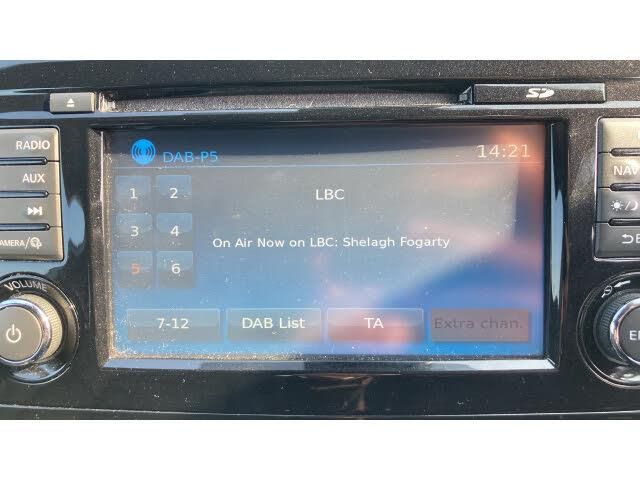 SD
RADIO
DAB-P5 14:21
NAV
AUX
1 2
LBC
3 4
On Air Now on LBC: Shelagh Fogarty
5 6
VOLUME
7-12 DAB List TA Extra chan.